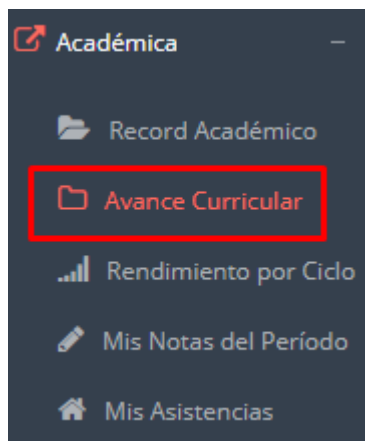 Académica
Record Académico
Avance Curricular
Rendimiento por Ciclo
Mis Notas del Período
Mis Asistencias